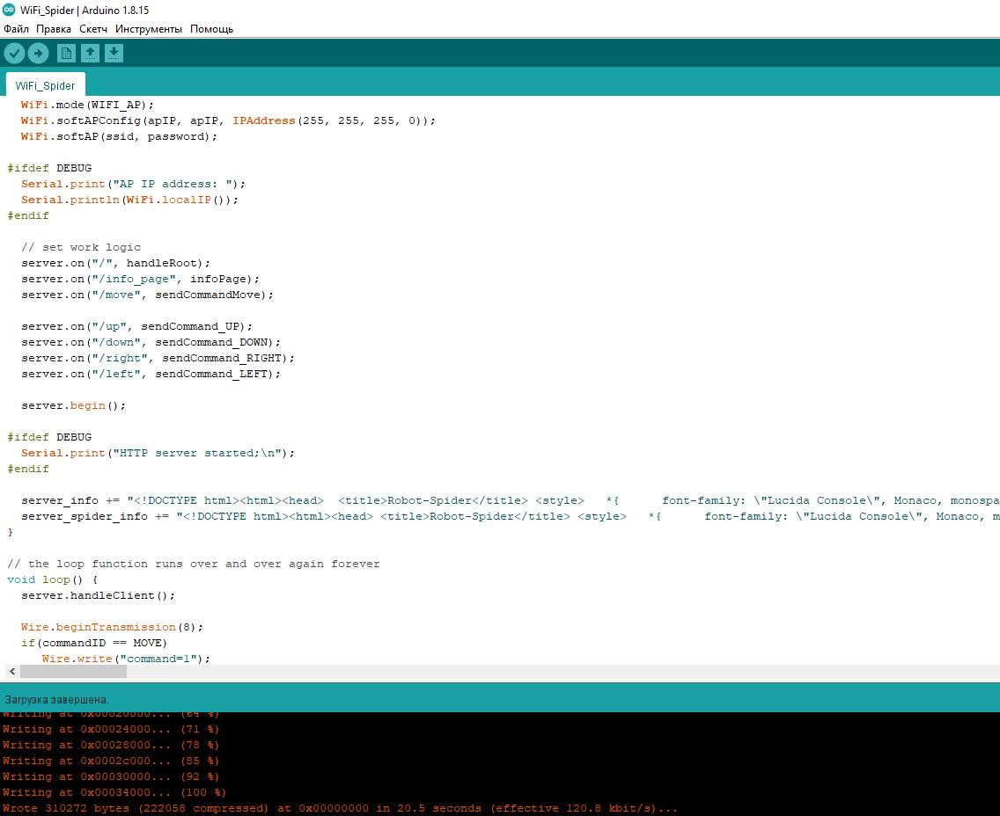 WiFi_Spider | Arduino 1.8.15
Файл Правка Скетч Инструменты Помощь
WiFi_Spider
WiFi.mode(WIFI_AP);
WiFi.softAPConfig(apIP, apIP, IPAddress(255, 255, 255, 0));
WiFi.softAP(ssid, password);
#ifdef DEBUG
Serial.print("AP IP address: ");
Serial.println(WiFi.localIP());
#endif
// set work logic
server.on("/", handleRoot);
server.on("/info_page", infoPage);
server.on("/move", sendCommandMove);
server.on("/up", sendCommand_UP);
server.on("/down", sendCommand_DOWN);
server.on("/right", sendCommand_RIGHT);
server.on("/left", sendCommand_LEFT);
server.begin();
#ifdef DEBUG
Serial.print("HTTP server started;\n");
#endif
server_info += "<!DOCTYPE html><html><head>  <title>Robot-Spider</title> <style>   *{      font-family: \"Lucida Console\", Monaco, monospa
server_spider_info += "<!DOCTYPE html><html><head> <title>Robot-Spider</title> <style>   *{      font-family: \"Lucida Console\", Monaco, m
}
// the loop function runs over and over again forever
void loop() {
server.handleClient();
Wire.beginTransmission(8);
if(commandID == MOVE)
Wire.write("command=1");
Загрузка завершена.
Writing at 0x00020000... (64 %)
Writing at 0x00024000... (71 %)
Writing at 0x00028000... (78 %)
Writing at 0x0002c000... (85 %)
Writing at 0x00030000... (92 %)
Writing at 0x00034000... (100 %)
Wrote 310272 bytes (222058 compressed) at 0x00000000 in 20.5 seconds (effective 120.8 kbit/s)...